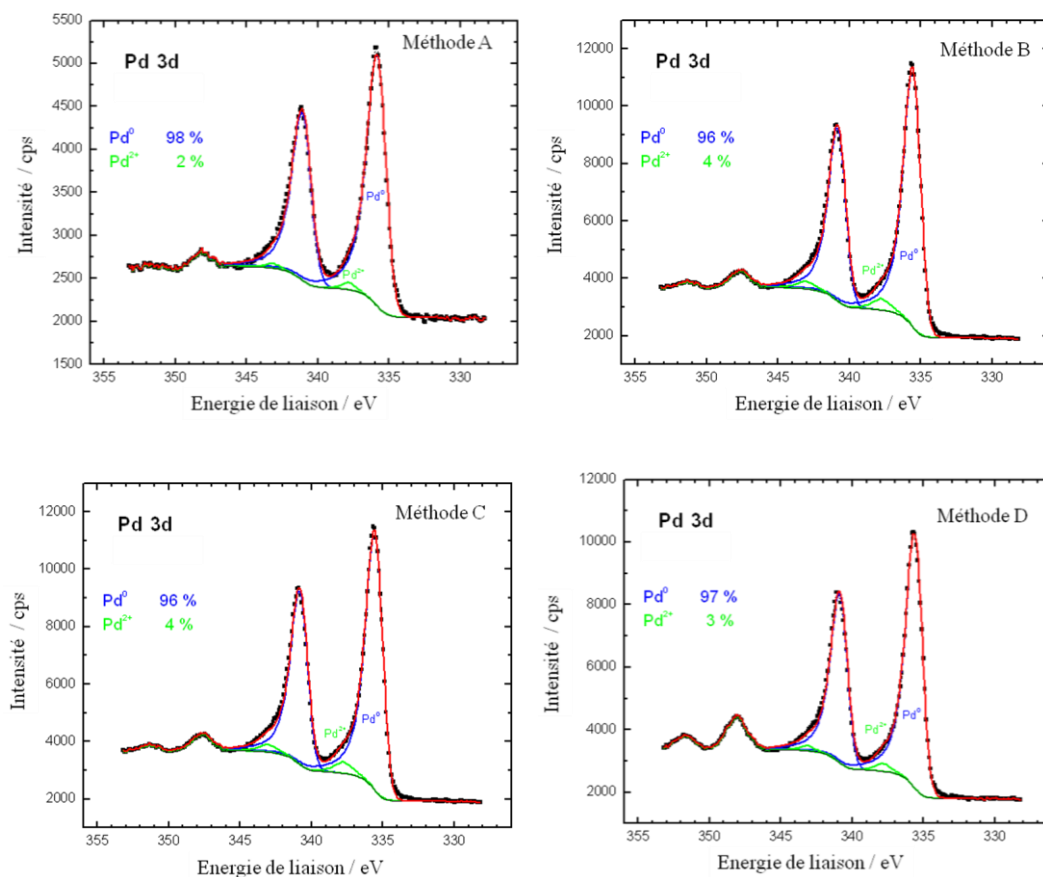 Méthode A
Pd 3d
Pd⁰ 98 %
Pd²⁺ 2 %
Pd⁰
Pd²⁺
5500
5000
4500
4000
3500
3000
2500
2000
1500
Intensité / cps
355 350 345 340 335 330
Energie de liaison / eV
Méthode B
Pd 3d
Pd⁰ 96 %
Pd²⁺ 4 %
Pd²⁺ Pd⁰
12000
10000
8000
6000
4000
2000
Intensité / cps
355 350 345 340 335 330
Energie de liaison / eV
Méthode C
Pd 3d
Pd⁰ 96 %
Pd²⁺ 4 %
Pd²⁺ Pd⁰
12000
10000
8000
6000
4000
2000
Intensité / cps
355 350 345 340 335 330
Energie de liaison / eV
Méthode D
Pd 3d
Pd⁰ 97 %
Pd²⁺ 3 %
Pd²⁺ Pd⁰
12000
10000
8000
6000
4000
2000
Intensité / cps
355 350 345 340 335 330
Energie de liaison / eV